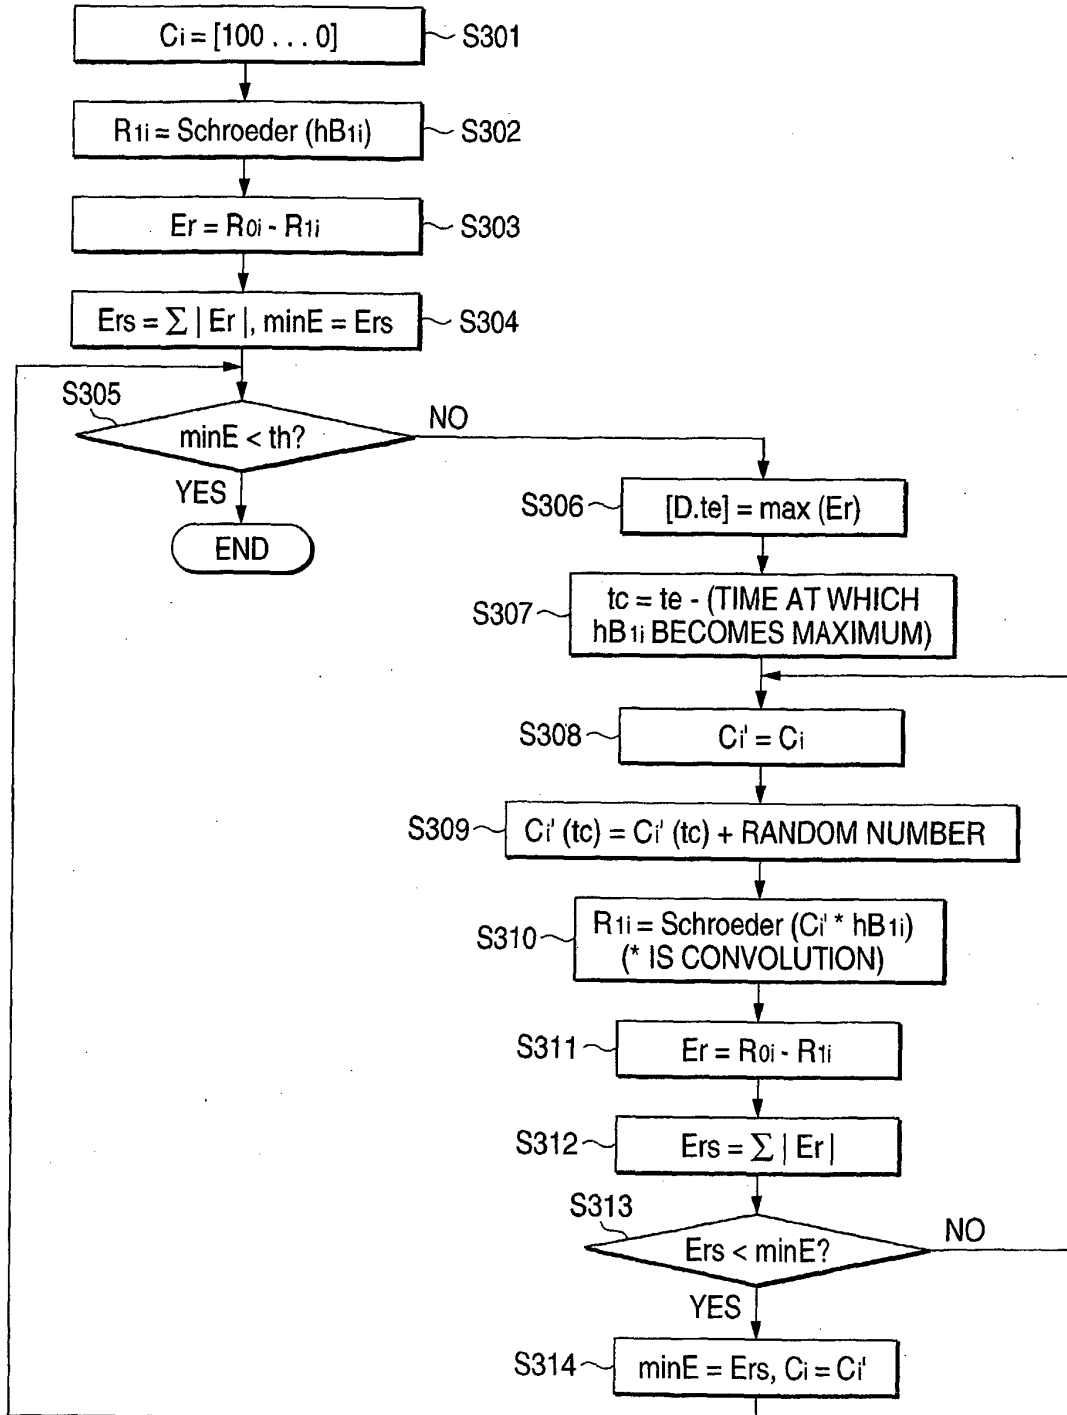 Ci = [100 . . . 0]
S301
R1i = Schroeder (hB1i)
S302
Er = R0i - R1i
S303
Ers = ∑ | Er |, minE = Ers
S304
S305
minE < th?
NO
YES
END
S306
[D.te] = max (Er)
S307
tc = te - (TIME AT WHICH
hB1i BECOMES MAXIMUM)
S308
Ci' = Ci
S309
Ci' (tc) = Ci' (tc) + RANDOM NUMBER
S310
R1i = Schroeder (Ci' * hB1i)
(* IS CONVOLUTION)
S311
Er = R0i - R1i
S312
Ers = ∑ | Er |
S313
Ers < minE?
NO
YES
S314
minE = Ers, Ci = Ci'